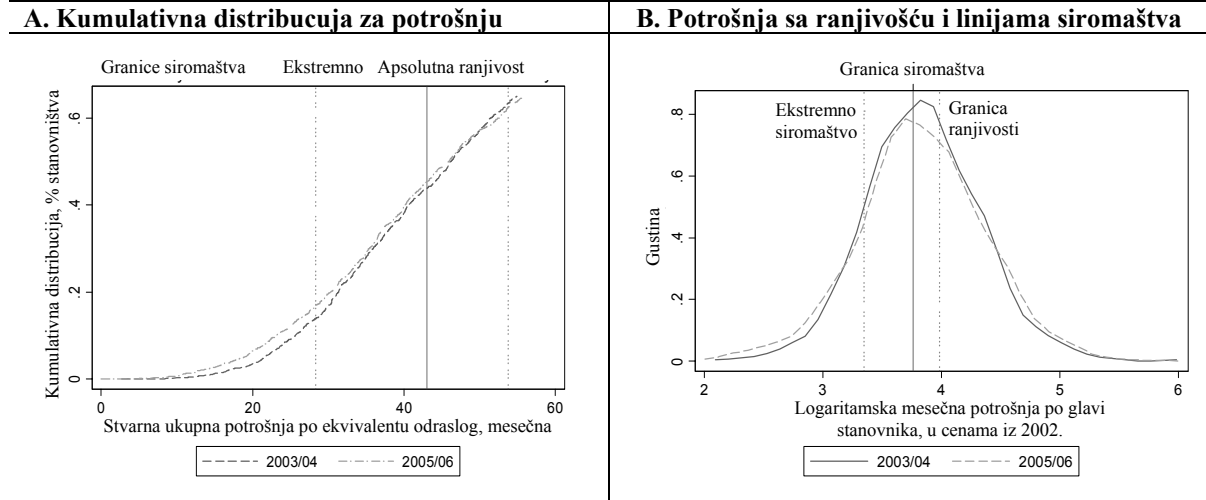 A. Kumulativna distribucuja za potrošnju
Granice siromaštva Ekstremno Apsolutna ranjivost
Kumulativna distribucija, % stanovništva
.6
.4
.2
0
0 20 40 60
Stvarna ukupna potrošnja po ekvivalentu odraslog, mesečna
2003/04 2005/06
B. Potrošnja sa ranjivošću i linijama siromaštva
Granica siromaštva
Ekstremno
siromaštvo
Granica
ranjivosti
Gustina
.8
.6
.4
.2
0
2 3 4 5 6
Logaritamska mesečna potrošnja po glavi
stanovnika, u cenama iz 2002.
2003/04 2005/06